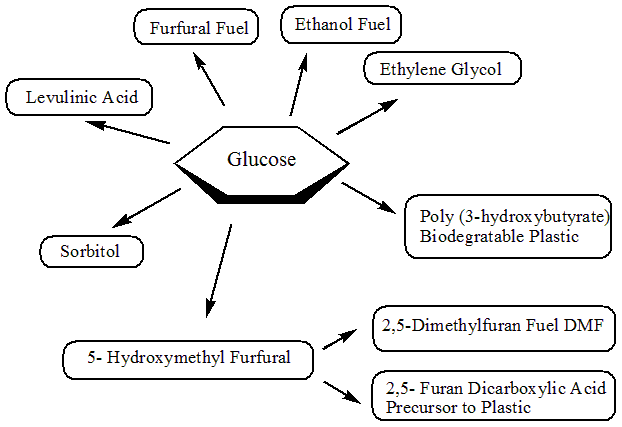 Furfural Fuel
Ethanol Fuel
Ethylene Glycol
Levulinic Acid
Glucose
Poly (3-hydroxybutyrate)
Biodegratable Plastic
Sorbitol
2,5-Dimethylfuran Fuel DMF
5- Hydroxymethyl Furfural
2,5- Furan Dicarboxylic Acid
Precursor to Plastic